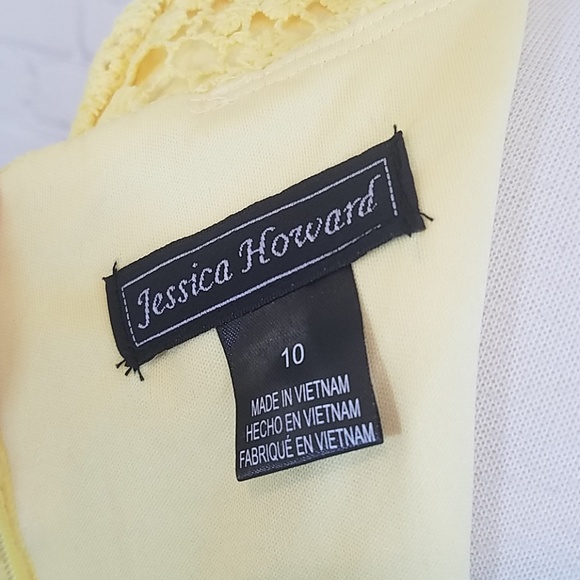 Jessica Howard
10
MADE IN VIETNAM
HECHO EN VIETNAM
FABRIQUÉ EN VIETNAM